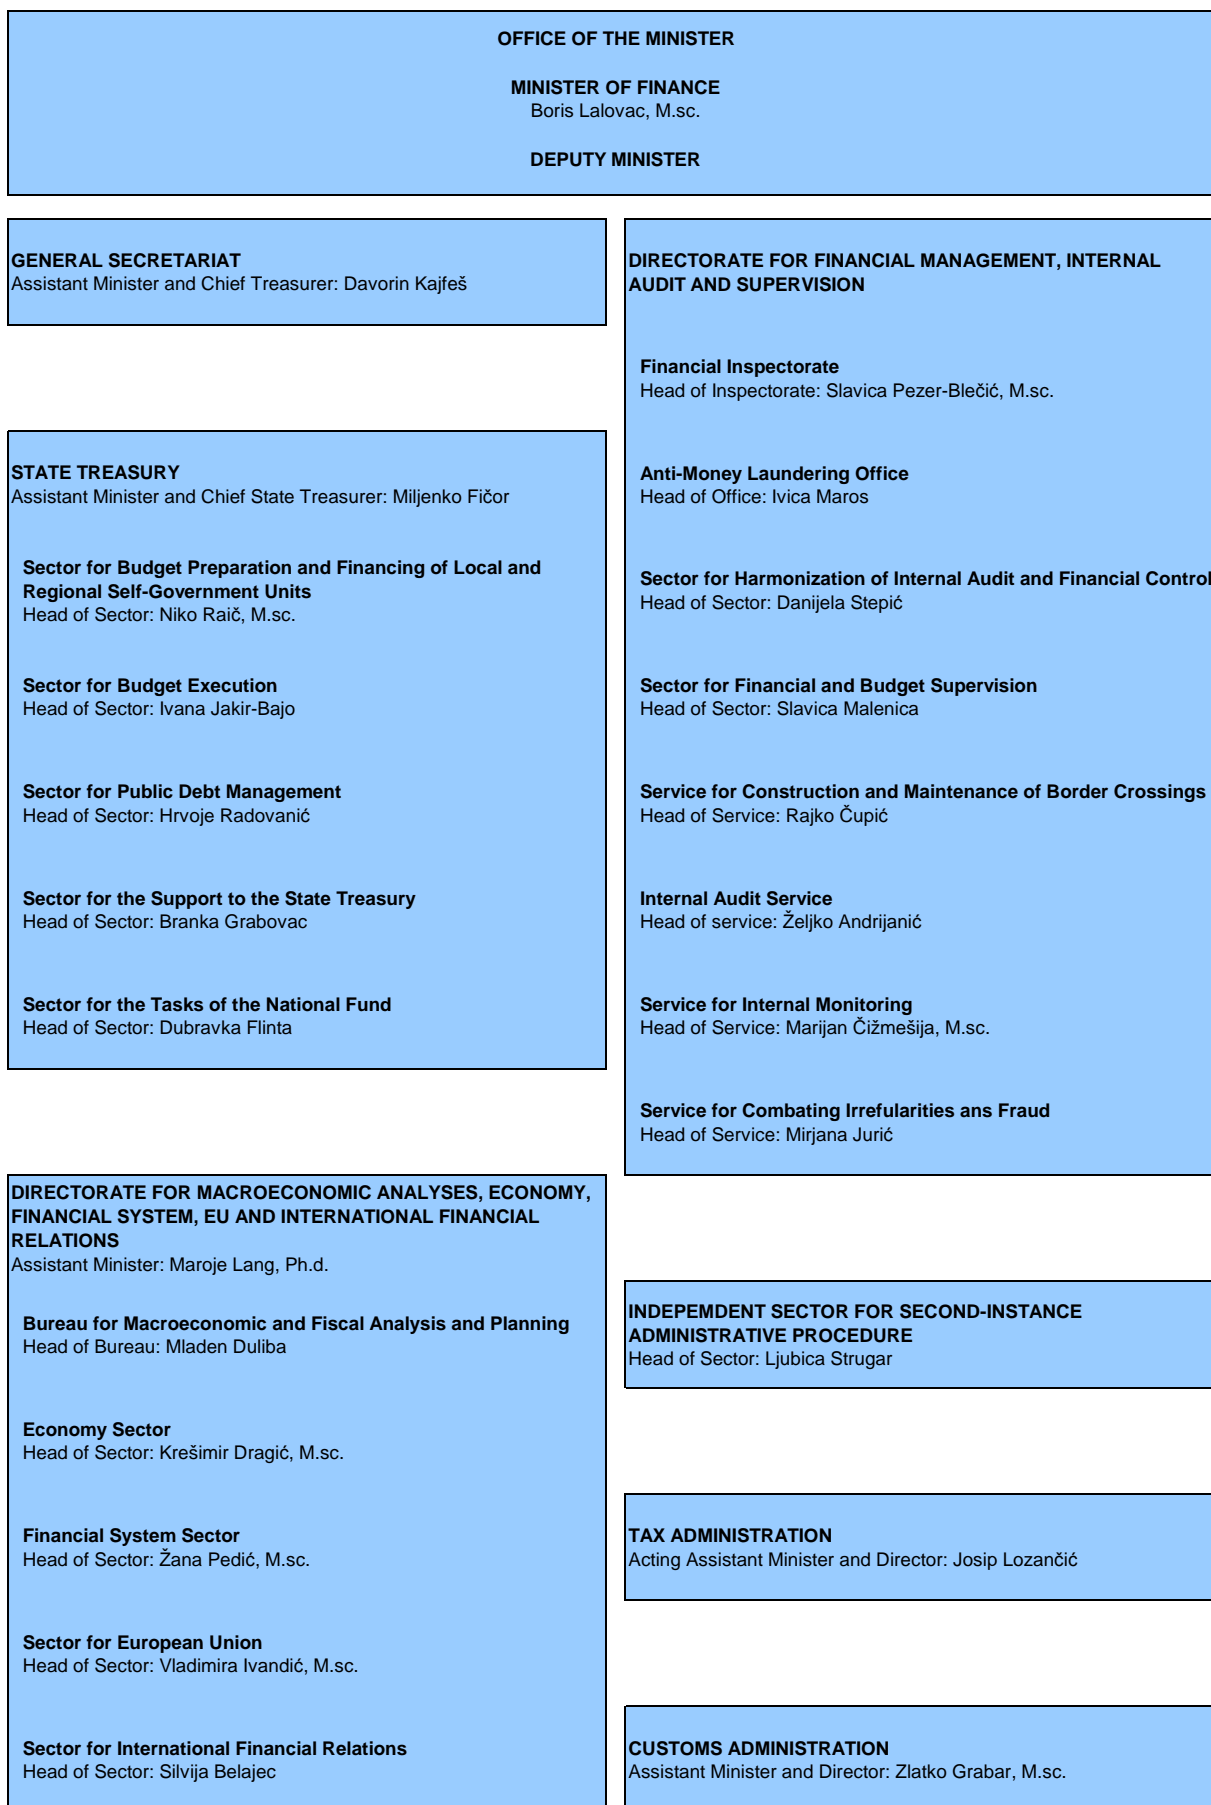 OFFICE OF THE MINISTER
MINISTER OF FINANCE
Boris Lalovac, M.sc.
DEPUTY MINISTER
GENERAL SECRETARIAT
Assistant Minister and Chief Treasurer: Davorin Kajfeš
STATE TREASURY
Assistant Minister and Chief State Treasurer: Miljenko Fičor
Sector for Budget Preparation and Financing of Local and
Regional Self-Government Units
Head of Sector: Niko Raič, M.sc.
Sector for Budget Execution
Head of Sector: Ivana Jakir-Bajo
Sector for Public Debt Management
Head of Sector: Hrvoje Radovanić
Sector for the Support to the State Treasury
Head of Sector: Branka Grabovac
Sector for the Tasks of the National Fund
Head of Sector: Dubravka Flinta
DIRECTORATE FOR MACROECONOMIC ANALYSES, ECONOMY,
FINANCIAL SYSTEM, EU AND INTERNATIONAL FINANCIAL
RELATIONS
Assistant Minister: Maroje Lang, Ph.d.
Bureau for Macroeconomic and Fiscal Analysis and Planning
Head of Bureau: Mladen Duliba
Economy Sector
Head of Sector: Krešimir Dragić, M.sc.
Financial System Sector
Head of Sector: Žana Pedić, M.sc.
Sector for European Union
Head of Sector: Vladimira Ivandić, M.sc.
Sector for International Financial Relations
Head of Sector: Silvija Belajec
DIRECTORATE FOR FINANCIAL MANAGEMENT, INTERNAL
AUDIT AND SUPERVISION
Financial Inspectorate
Head of Inspectorate: Slavica Pezer-Blečić, M.sc.
Anti-Money Laundering Office
Head of Office: Ivica Maros
Sector for Harmonization of Internal Audit and Financial Control
Head of Sector: Danijela Stepić
Sector for Financial and Budget Supervision
Head of Sector: Slavica Malenica
Service for Construction and Maintenance of Border Crossings
Head of Service: Rajko Čupić
Internal Audit Service
Head of service: Željko Andrijanić
Service for Internal Monitoring
Head of Service: Marijan Čižmešija, M.sc.
Service for Combating Irrefularities ans Fraud
Head of Service: Mirjana Jurić
INDEPEMDENT SECTOR FOR SECOND-INSTANCE
ADMINISTRATIVE PROCEDURE
Head of Sector: Ljubica Strugar
TAX ADMINISTRATION
Acting Assistant Minister and Director: Josip Lozančić
CUSTOMS ADMINISTRATION
Assistant Minister and Director: Zlatko Grabar, M.sc.